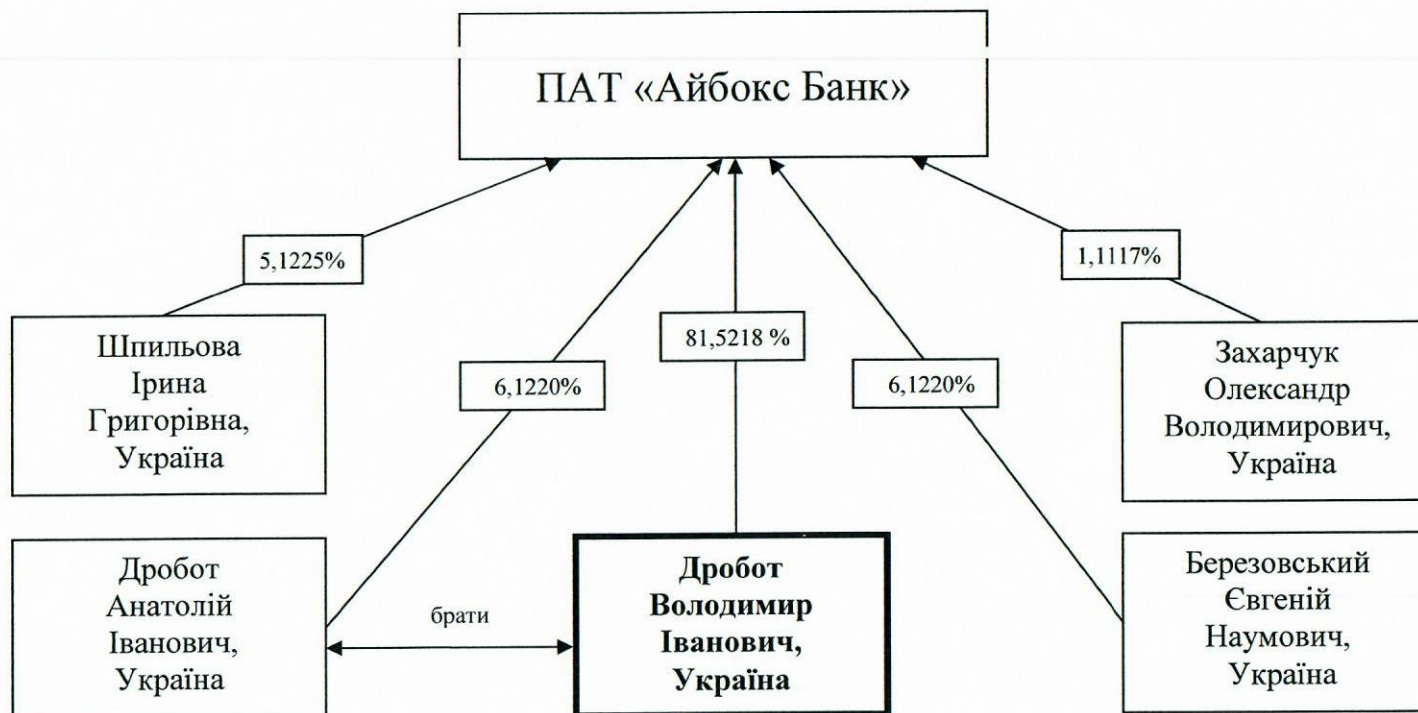 ПАТ «Айбокс Банк»
5,1225%
1,1117%
6,1220%
81,5218 %
6,1220%
Шпильова
Ірина
Григорівна,
Україна
Захарчук
Олександр
Володимирович,
Україна
Дробот
Анатолій
Іванович,
Україна
брати
Дробот
Володимир
Іванович,
Україна
Березовський
Євгеній
Наумович,
Україна